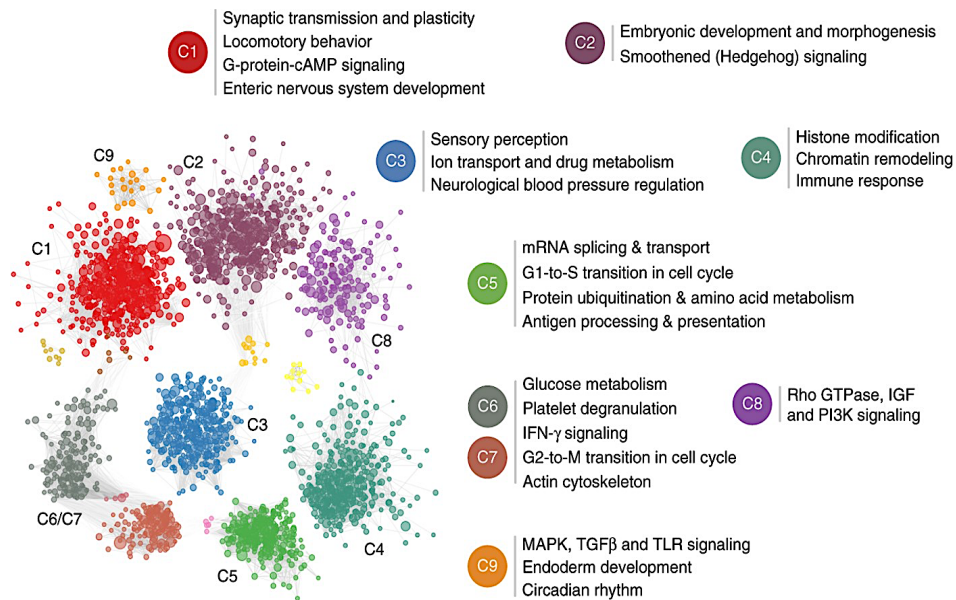 C1
Synaptic transmission and plasticity
Locomotory behavior
G-protein-cAMP signaling
Enteric nervous system development
C2
Embryonic development and morphogenesis
Smoothened (Hedgehog) signaling
C3
Sensory perception
Ion transport and drug metabolism
Neurological blood pressure regulation
C4
Histone modification
Chromatin remodeling
Immune response
C9
C2
C1
C8
C3
C6/C7
C5
C4
C5
mRNA splicing & transport
G1-to-S transition in cell cycle
Protein ubiquitination & amino acid metabolism
Antigen processing & presentation
C6
C7
Glucose metabolism
Platelet degranulation
IFN-γ signaling
G2-to-M transition in cell cycle
Actin cytoskeleton
C8
Rho GTPase, IGF
and PI3K signaling
C9
MAPK, TGFβ and TLR signaling
Endoderm development
Circadian rhythm